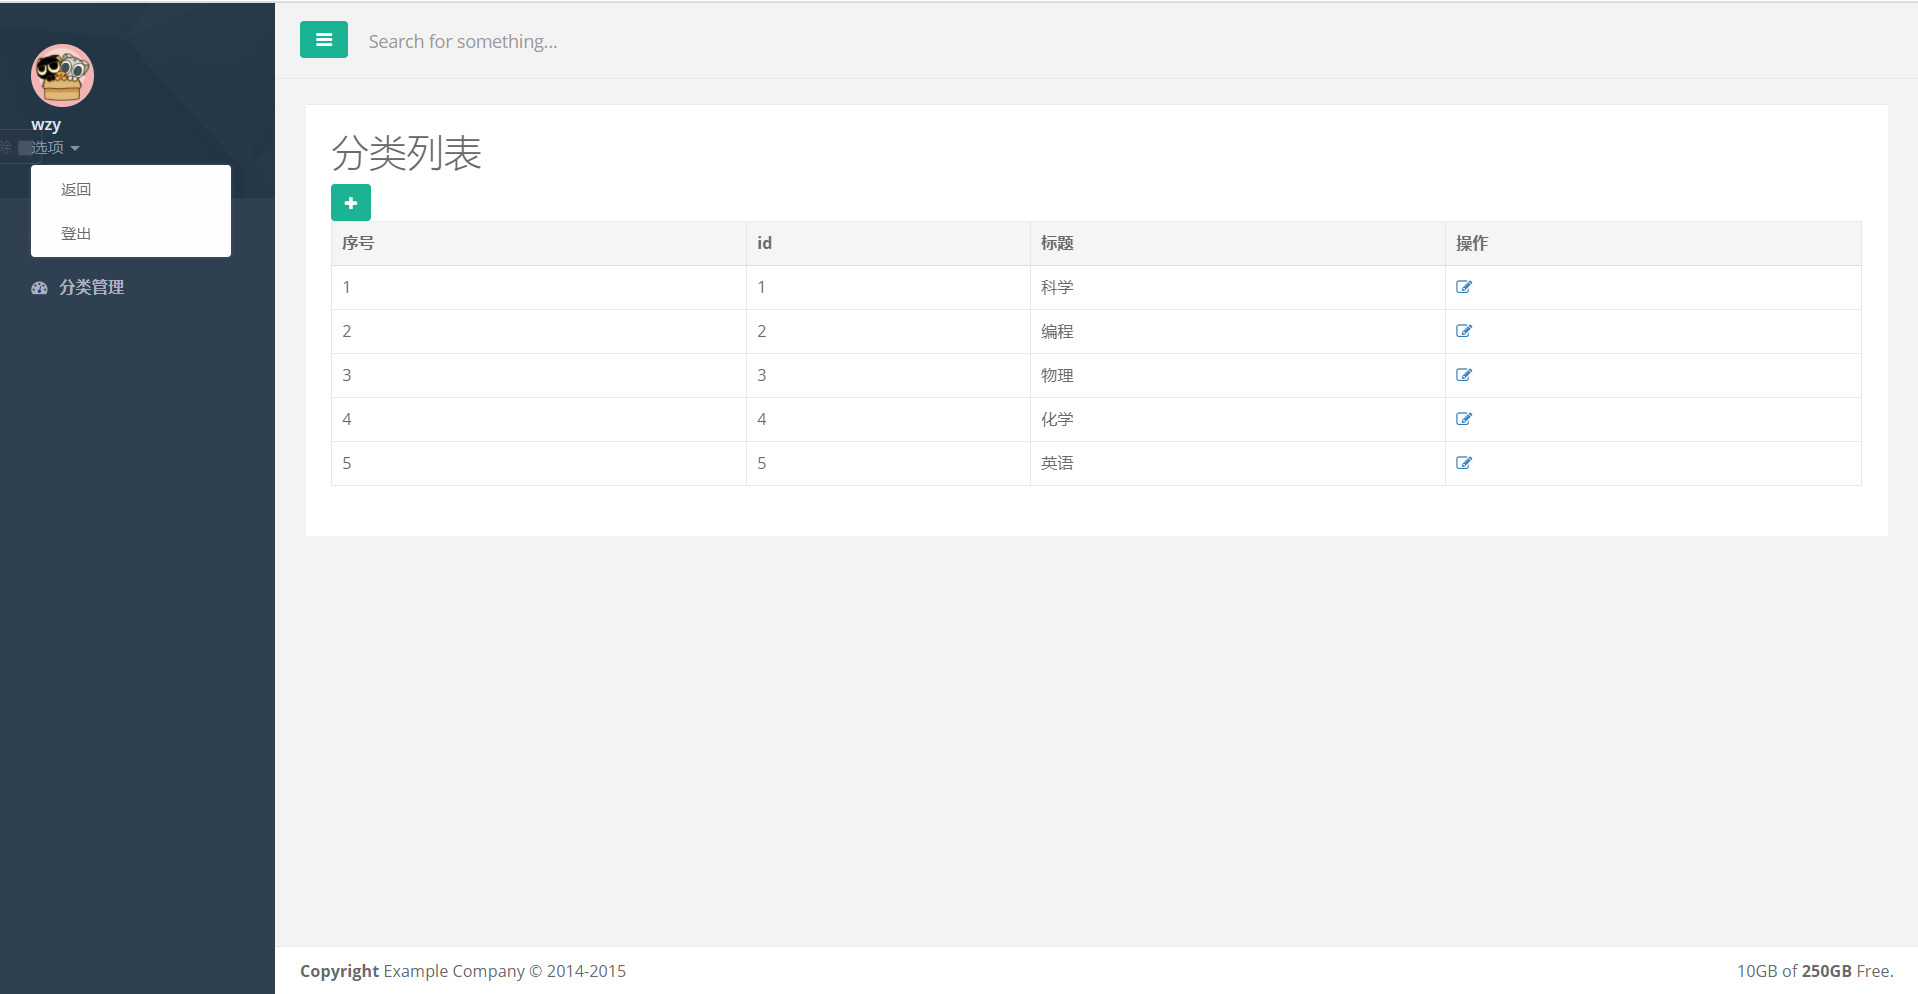 Search for something...
wzy
除
选项
返回
登出
分类管理
分类列表
序号 id 标题 操作
1 1 科学
2 2 编程
3 3 物理
4 4 化学
5 5 英语
Copyright Example Company © 2014-2015
10GB of 250GB Free.